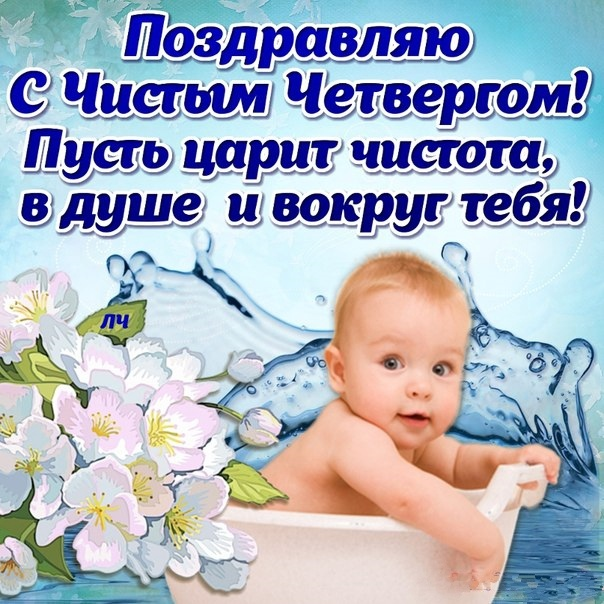 Поздравляю
С Чистым Четвергом!
Пусть царит чистота,
в душе и вокруг тебя!
ЛЧ